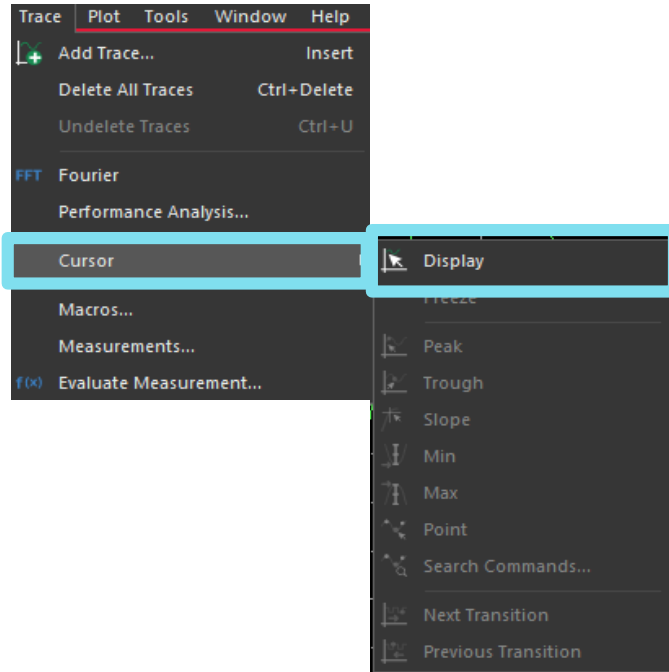 Trace Plot Tools Window Help
Add Trace... Insert
Delete All Traces Ctrl+Delete
Undelete Traces Ctrl+U
FFT Fourier
Performance Analysis...
Cursor
Macros...
Measurements...
f(x) Evaluate Measurement...
Display
Freeze
Peak
Trough
Slope
Min
Max
Point
Search Commands...
Next Transition
Previous Transition